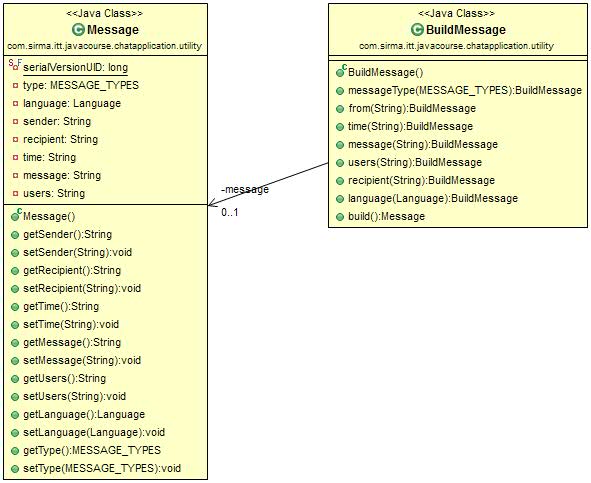 <<Java Class>>
Message
com.sirma.itt.javacourse.chatapplication.utility
serialVersionUID: long
type: MESSAGE_TYPES
language: Language
sender: String
recipient: String
time: String
message: String
users: String
Message()
getSender():String
setSender(String):void
getRecipient():String
setRecipient(String):void
getTime():String
setTime(String):void
getMessage():String
setMessage(String):void
getUsers():String
setUsers(String):void
getLanguage():Language
setLanguage(Language):void
getType():MESSAGE_TYPES
setType(MESSAGE_TYPES):void
-message
0..1
<<Java Class>>
BuildMessage
com.sirma.itt.javacourse.chatapplication.utility
BuildMessage()
messageType(MESSAGE_TYPES):BuildMessage
from(String):BuildMessage
time(String):BuildMessage
message(String):BuildMessage
users(String):BuildMessage
recipient(String):BuildMessage
language(Language):BuildMessage
build():Message